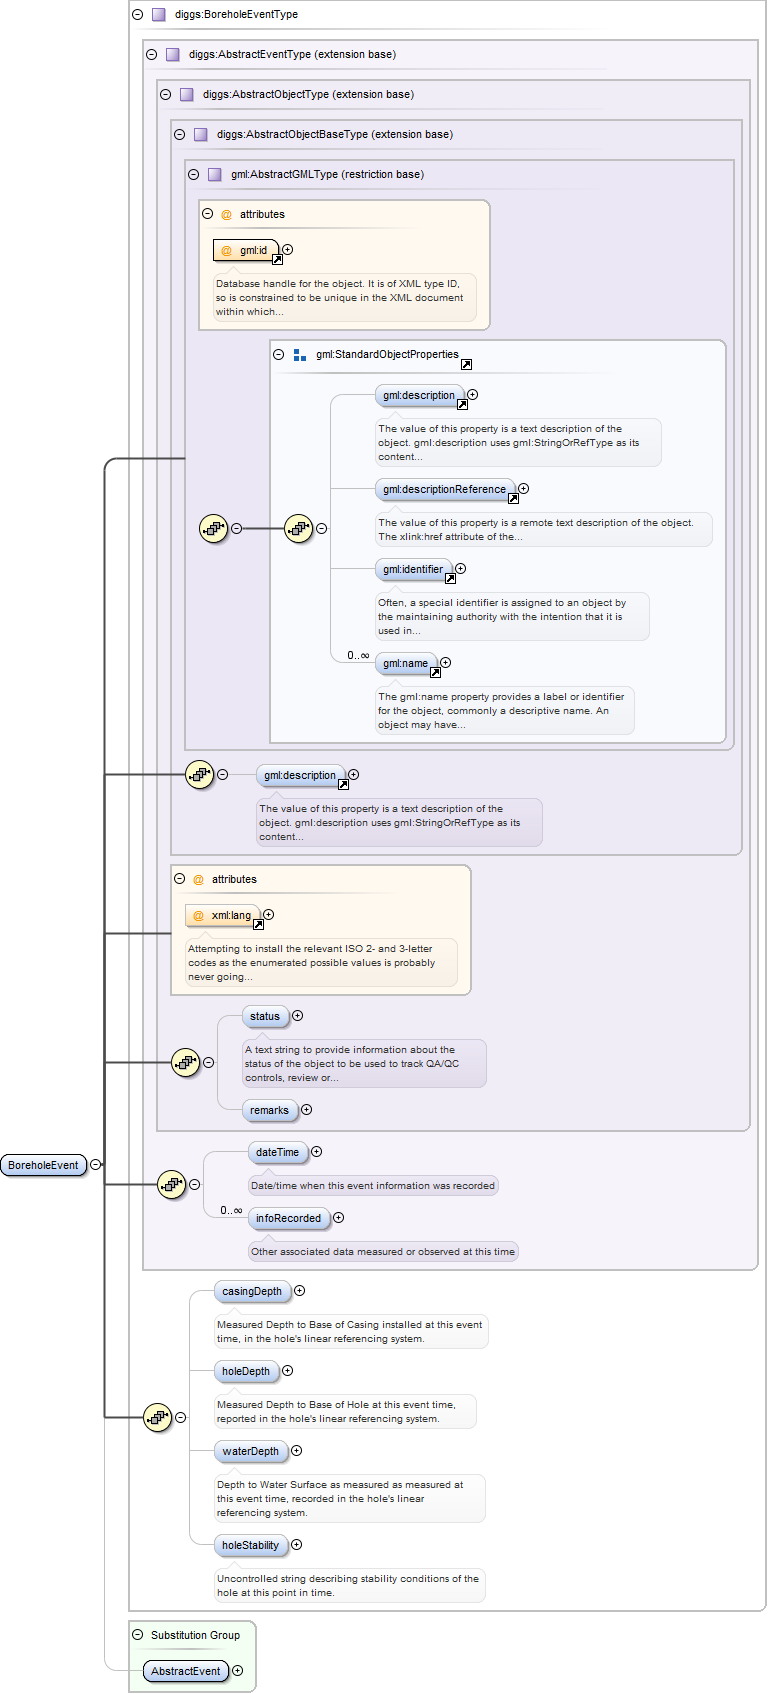 diggs:BoreholeEventType
diggs:AbstractEventType (extension base)
diggs:AbstractObjectType (extension base)
diggs:AbstractObjectBaseType (extension base)
gml:AbstractGMLType (restriction base)
@ attributes
@ gml:id
Database handle for the object. It is of XML type ID,
so is constrained to be unique in the XML document
within which...
gml:StandardObjectProperties
gml:description
The value of this property is a text description of the
object. gml:description uses gml:StringOrRefType as its
content...
gml:descriptionReference
The value of this property is a remote text description of the object.
The xlink:href attribute of the...
gml:identifier
Often, a special identifier is assigned to an object by
the maintaining authority with the intention that it is
used in...
0..∞
gml:name
The gml:name property provides a label or identifier
for the object, commonly a descriptive name. An
object may have...
gml:description
The value of this property is a text description of the
object. gml:description uses gml:StringOrRefType as its
content...
@ attributes
@ xml:lang
Attempting to install the relevant ISO 2- and 3-letter
codes as the enumerated possible values is probably
never going...
status
A text string to provide information about the
status of the object to be used to track QA/QC
controls, review or...
remarks
BoreholeEvent
dateTime
Date/time when this event information was recorded
0..∞
infoRecorded
Other associated data measured or observed at this time
casingDepth
Measured Depth to Base of Casing installed at this event
time, in the hole's linear referencing system.
holeDepth
Measured Depth to Base of Hole at this event time,
reported in the hole's linear referencing system.
waterDepth
Depth to Water Surface as measured as measured at
this event time, recorded in the hole's linear
referencing system.
holeStability
Uncontrolled string describing stability conditions of the
hole at this point in time.
Substitution Group
AbstractEvent